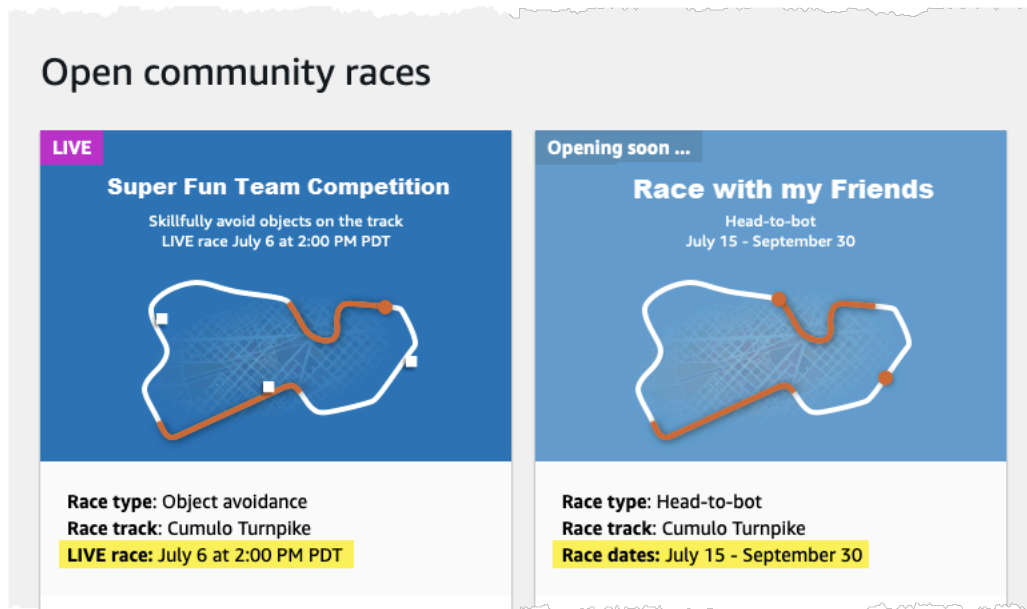 Open community races
LIVE
Super Fun Team Competition
Skillfully avoid objects on the track
LIVE race July 6 at 2:00 PM PDT
Race type: Object avoidance
Race track: Cumulo Turnpike
LIVE race: July 6 at 2:00 PM PDT
Opening soon ...
Race with my Friends
Head-to-bot
July 15 - September 30
Race type: Head-to-bot
Race track: Cumulo Turnpike
Race dates: July 15 - September 30